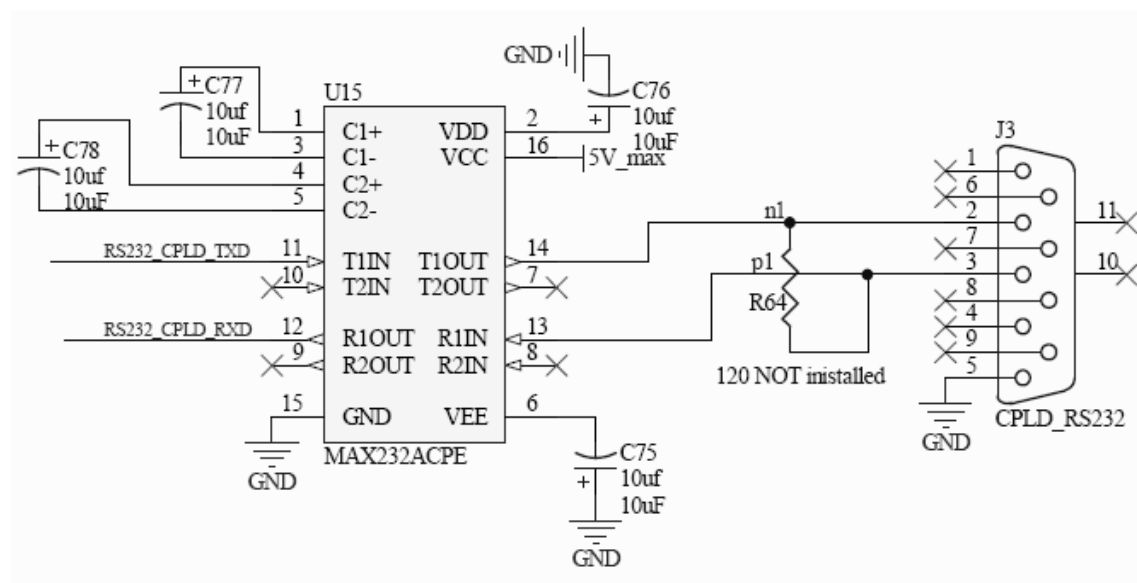 GND
C76
10uf
10uF
+
+ C77
10uf
10uF
+ C78
10uf
10uF
U15
1 C1+ VDD 2
3 C1- VCC 16 5V_max
4 C2+
5 C2-
RS232_CPLD_TXD 11 T1IN T1OUT 14
10 T2IN T2OUT 7
RS232_CPLD_RXD 12 R1OUT R1IN 13
9 R2OUT R2IN 8
15 GND VEE 6
GND
MAX232ACPE
C75
+ 10uf
10uF
GND
n1
p1
R64
120 NOT inistalled
J3
1
6
2 11
7
3 10
8
4
9
5
GND
CPLD_RS232